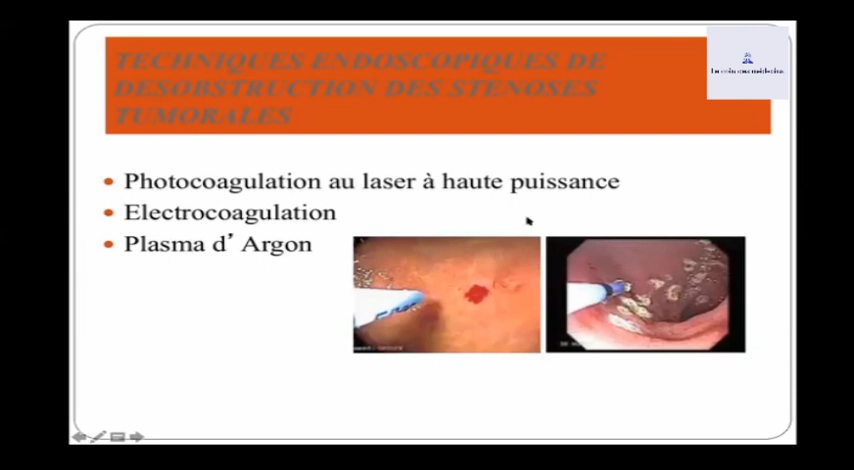 TECHNIQUES ENDOSCOPIQUES DE
DESOBSTRUCTION DES STENOSES
TUMORALES
• Photocoagulation au laser à haute puissance
• Electrocoagulation
• Plasma d’ Argon